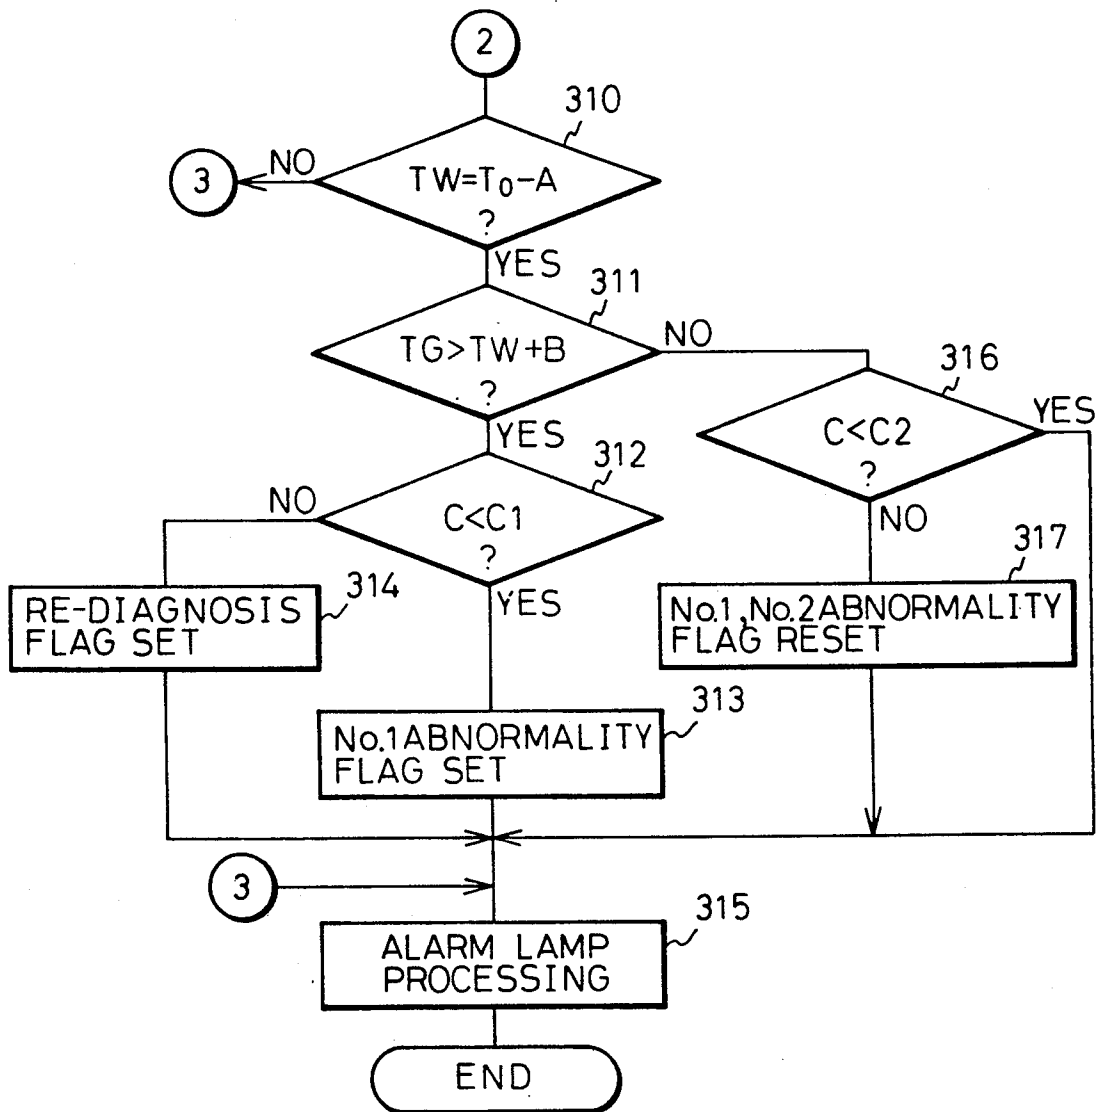 2
310
TW=T₀-A
?
NO
3
YES
311
TG>TW+B
?
NO
YES
316
C<C2
?
YES
NO
312
C<C1
?
NO
YES
314
RE-DIAGNOSIS
FLAG SET
317
No.1,No.2ABNORMALITY
FLAG RESET
313
No.1ABNORMALITY
FLAG SET
3
315
ALARM LAMP
PROCESSING
END